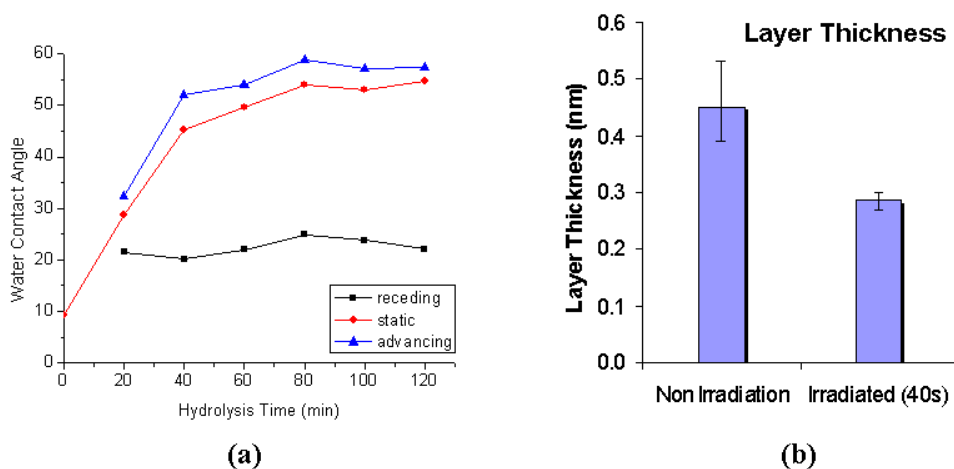 60
50
40
30
20
10
0
Water Contact Angle
receding
static
advancing
0 20 40 60 80 100 120
Hydrolysis Time (min)
(a)
Layer Thickness
0.6
0.5
0.4
0.3
0.2
0.1
0.0
Layer Thickness (nm)
Non Irradiation Irradiated (40s)
(b)